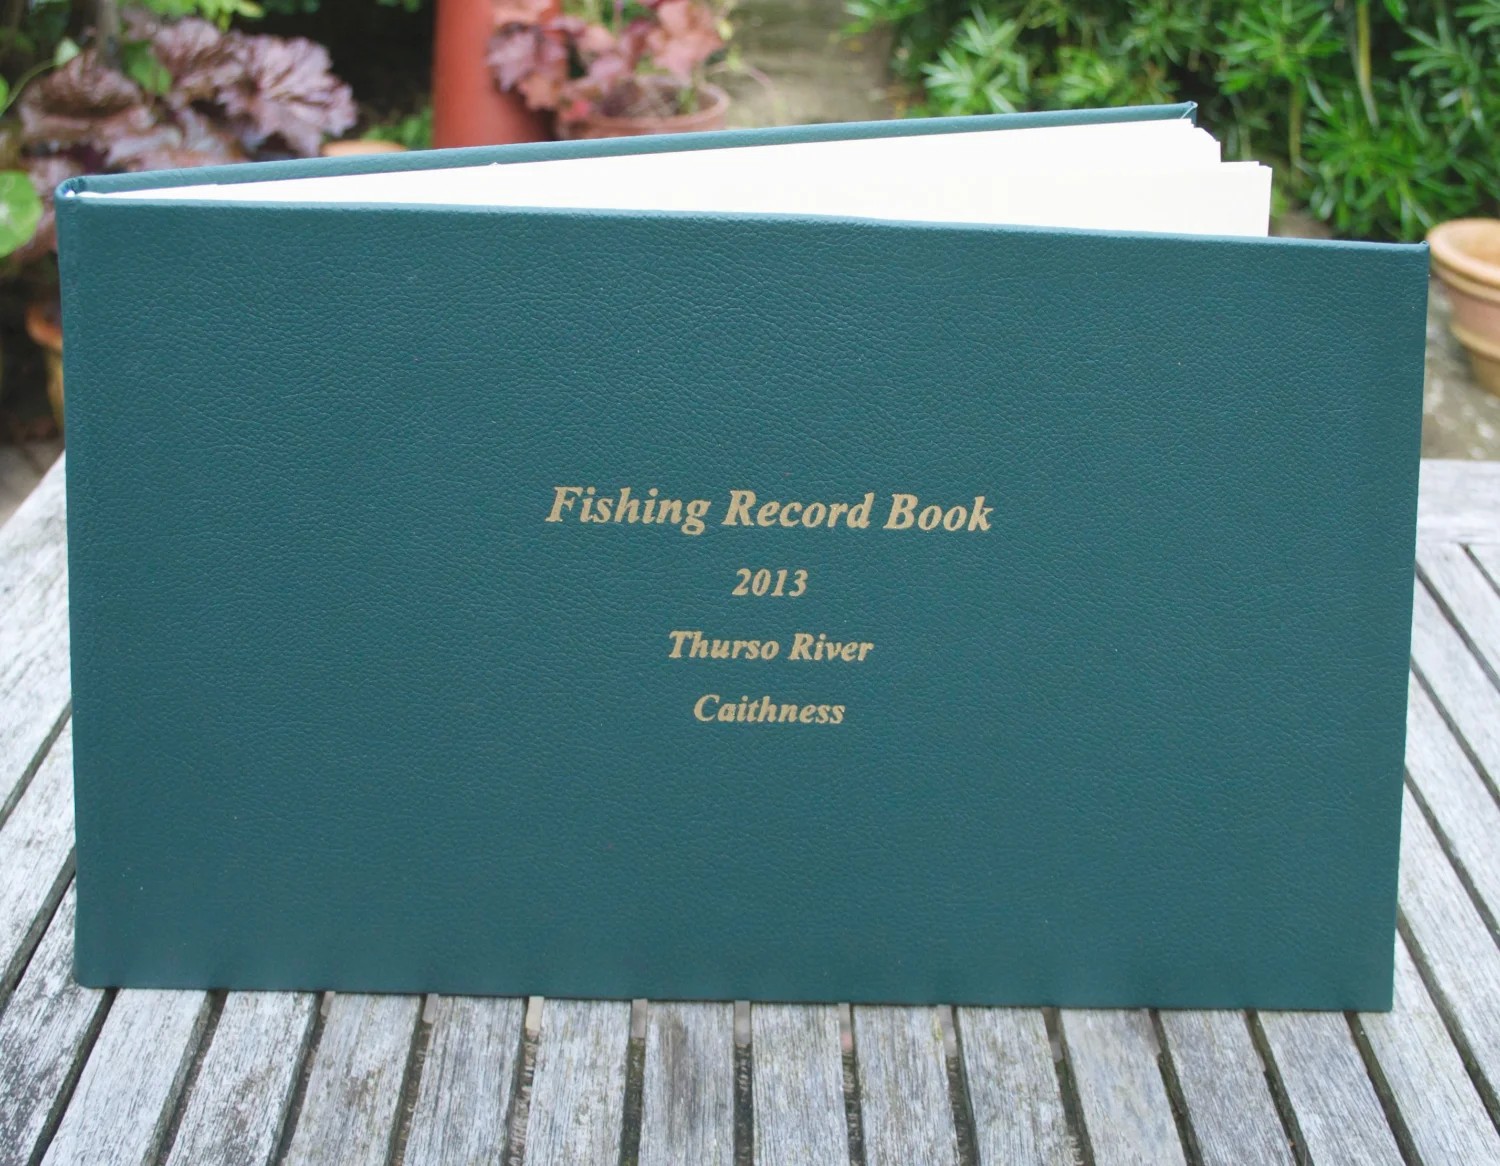 Fishing Record Book
2013
Thurso River
Caithness